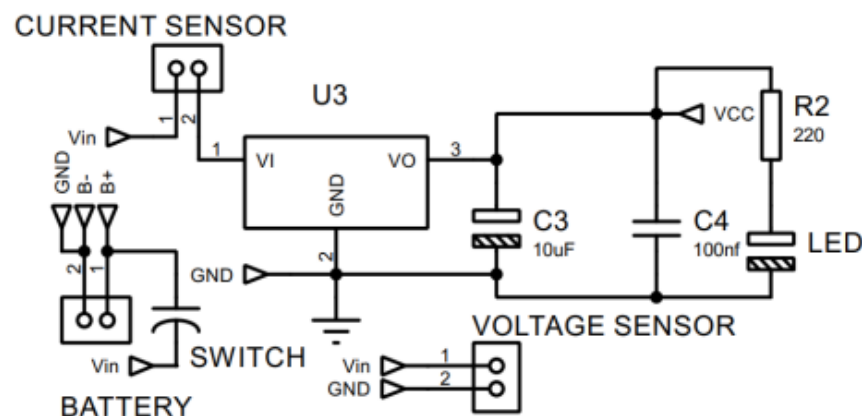 CURRENT SENSOR
U3
Vin
1
2
1
VI
VO
3
GND
2
VCC
R2
220
GND
B-
B+
2
1
C3
10uF
C4
100nf
LED
GND
Vin
SWITCH
BATTERY
VOLTAGE SENSOR
Vin
1
GND
2